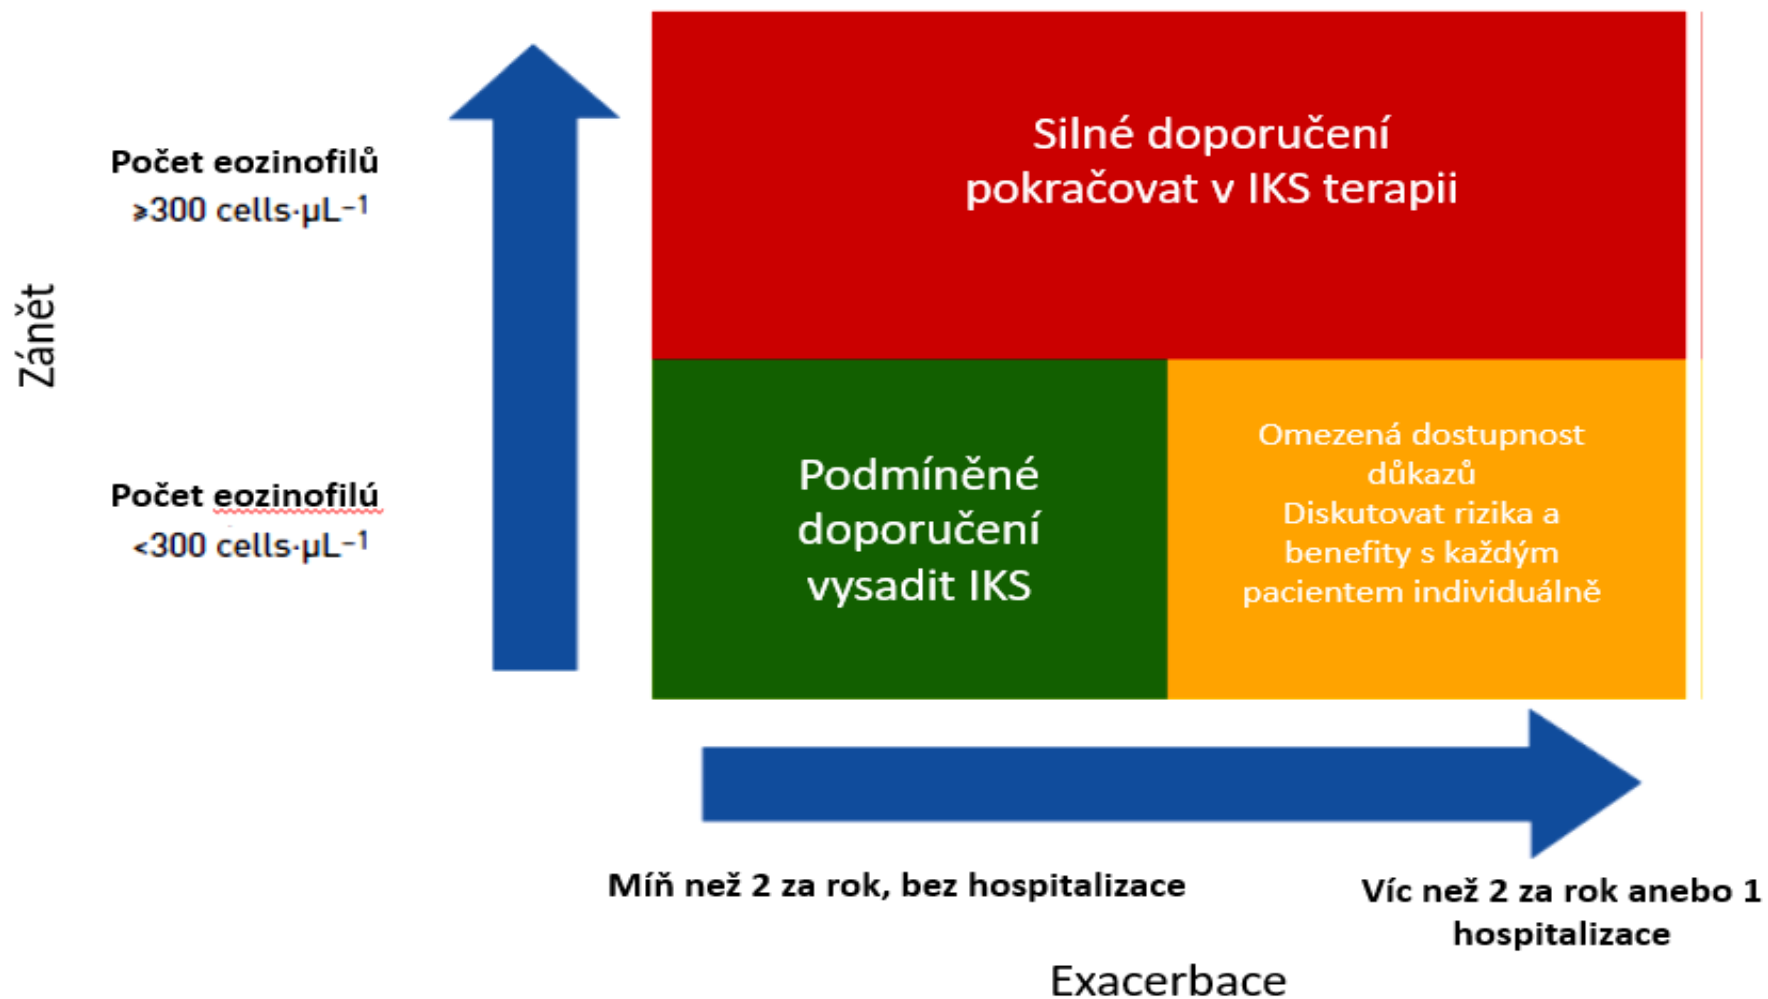 Silné doporučení
pokračovat v IKS terapii
Počet eozinofilů
≥300 cells·µL⁻¹
Zánět
Počet eozinofilú
<300 cells·µL⁻¹
Podmíněné
doporučení
vysadit IKS
Omezená dostupnost
důkazů
Diskutovat rizika a
benefity s každým
pacientem individuálně
Míň než 2 za rok, bez hospitalizace
Víc než 2 za rok anebo 1
hospitalizace
Exacerbace